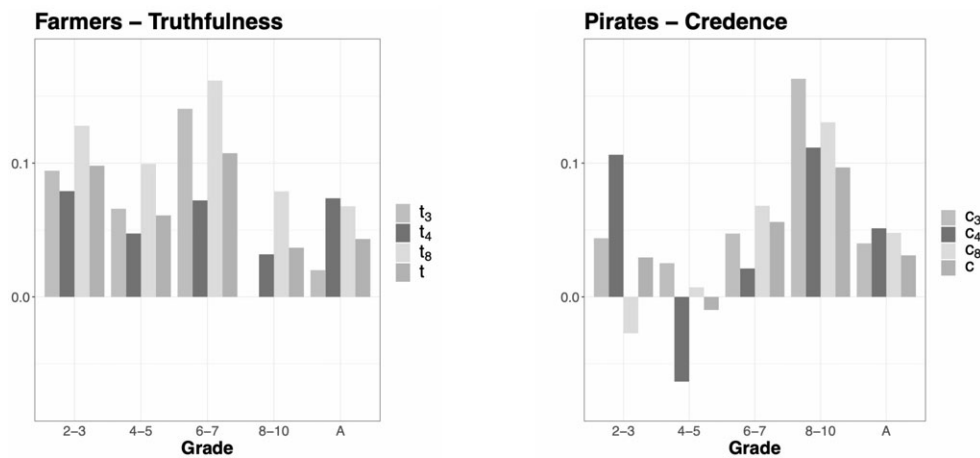 Farmers – Truthfulness
0.1
0.0
2–3 4–5 6–7 8–10 A
Grade
t3
t4
t8
t
Pirates – Credence
0.1
0.0
2–3 4–5 6–7 8–10 A
Grade
c3
c4
c8
c